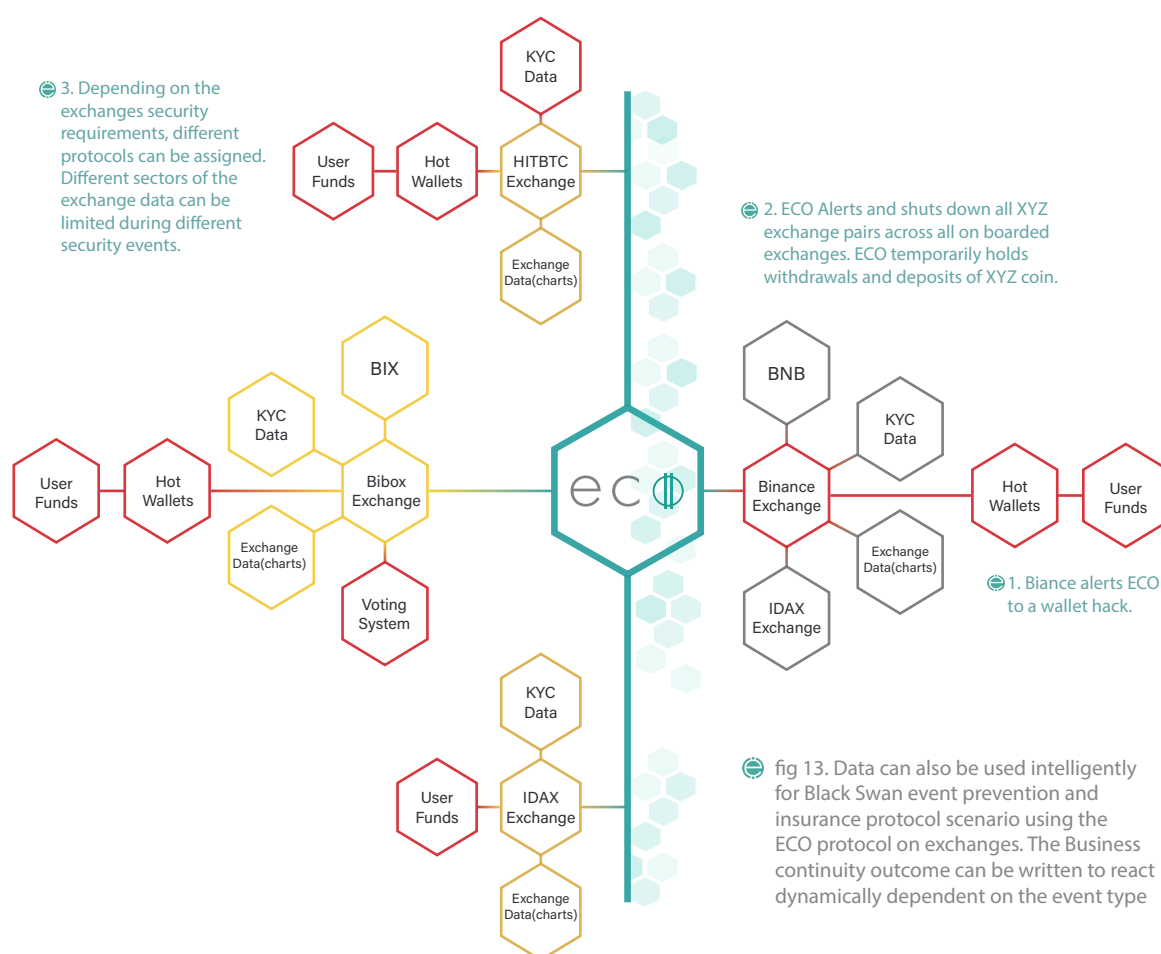 KYC
Data
3. Depending on the
exchanges security
requirements, different
protocols can be assigned.
Different sectors of the
exchange data can be
limited during different
security events.
User
Funds
Hot
Wallets
HITBTC
Exchange
Exchange
Data(charts)
2. ECO Alerts and shuts down all XYZ
exchange pairs across all on boarded
exchanges. ECO temporarily holds
withdrawals and deposits of XYZ coin.
BIX
KYC
Data
User
Funds
Hot
Wallets
Bibox
Exchange
Exchange
Data(charts)
Voting
System
eco
BNB
KYC
Data
Binance
Exchange
Hot
Wallets
User
Funds
Exchange
Data(charts)
IDAX
Exchange
1. Biance alerts ECO
to a wallet hack.
KYC
Data
User
Funds
IDAX
Exchange
Exchange
Data(charts)
fig 13. Data can also be used intelligently
for Black Swan event prevention and
insurance protocol scenario using the
ECO protocol on exchanges. The Business
continuity outcome can be written to react
dynamically dependent on the event type